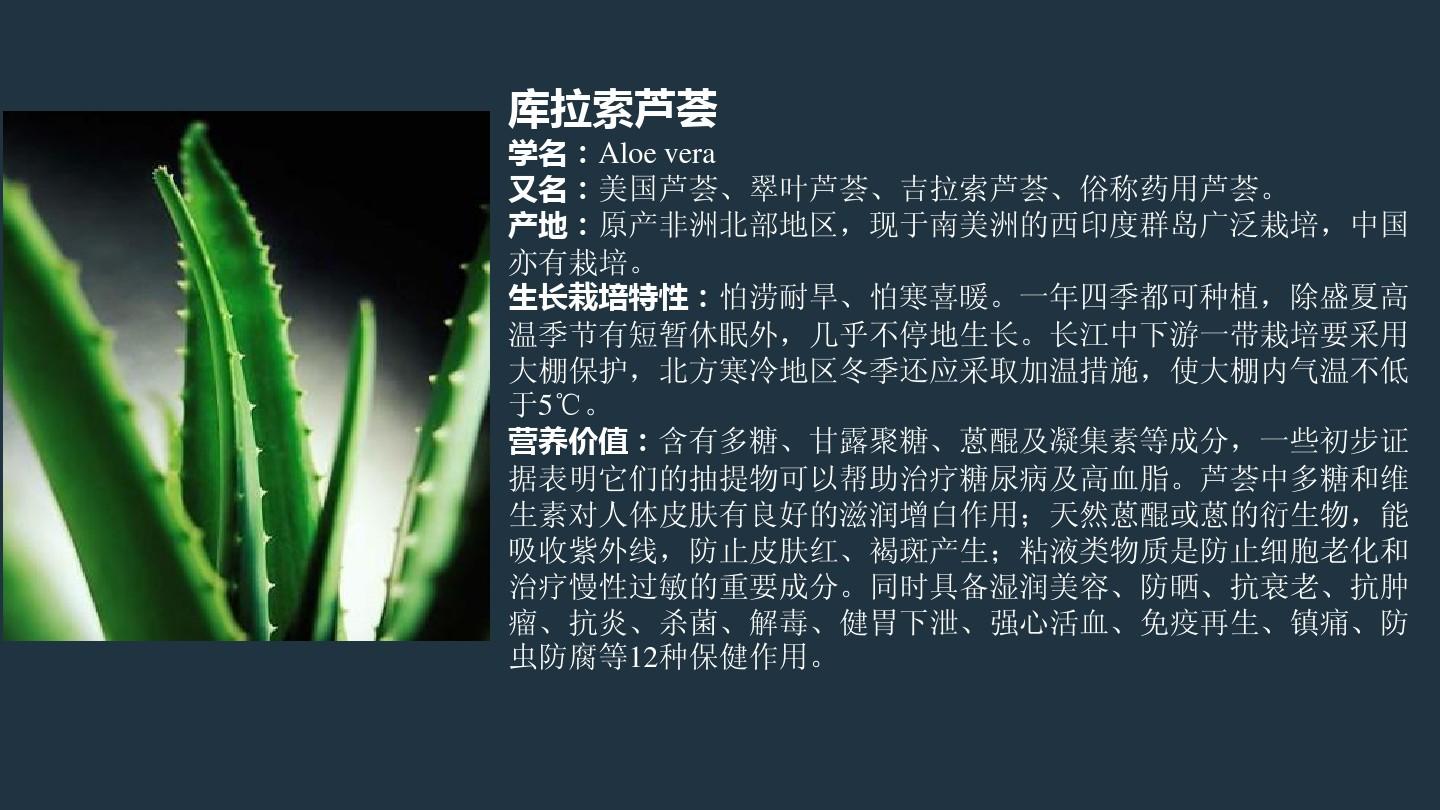 库拉索芦荟
学名：Aloe vera
又名：美国芦荟、翠叶芦荟、吉拉索芦荟、俗称药用芦荟。
产地：原产非洲北部地区，现于南美洲的西印度群岛广泛栽培，中国
亦有栽培。
生长栽培特性：怕涝耐旱、怕寒喜暖。一年四季都可种植，除盛夏高
温季节有短暂休眠外，几乎不停地生长。长江中下游一带栽培要采用
大棚保护，北方寒冷地区冬季还应采取加温措施，使大棚内气温不低
于5℃。
营养价值：含有多糖、甘露聚糖、蒽醌及凝集素等成分，一些初步证
据表明它们的抽提物可以帮助治疗糖尿病及高血脂。芦荟中多糖和维
生素对人体皮肤有良好的滋润增白作用；天然蒽醌或蒽的衍生物，能
吸收紫外线，防止皮肤红、褐斑产生；粘液类物质是防止细胞老化和
治疗慢性过敏的重要成分。同时具备湿润美容、防晒、抗衰老、抗肿
瘤、抗炎、杀菌、解毒、健胃下泄、强心活血、免疫再生、镇痛、防
虫防腐等12种保健作用。